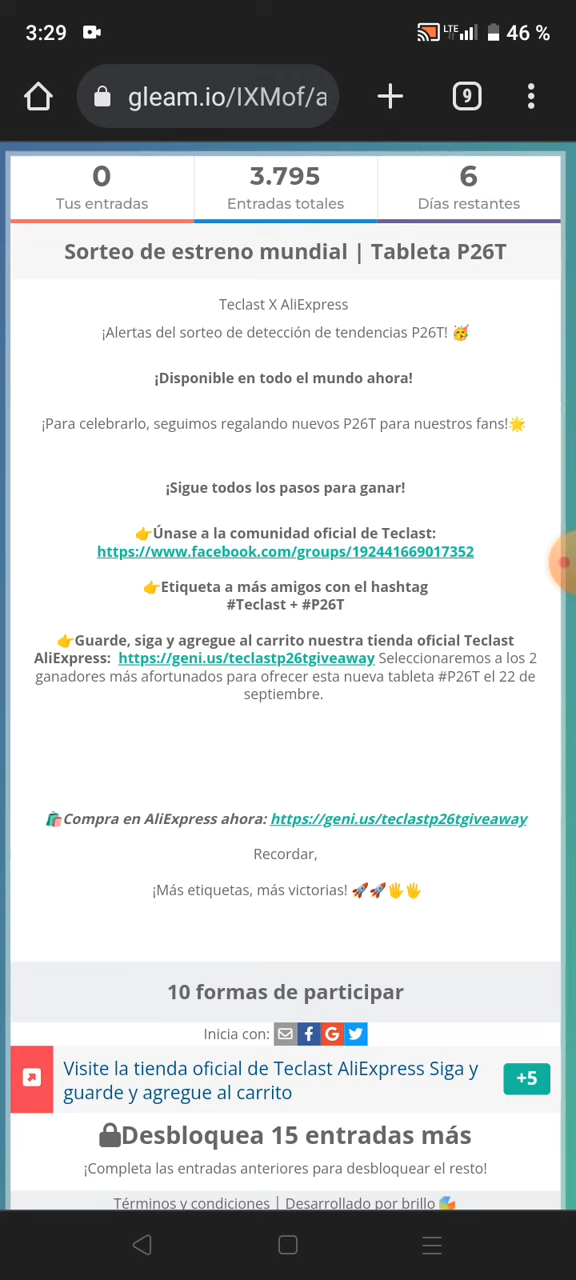 3:29 LTE 46 %
gleam.io/IXMof/a 9
0 3.795 6
Tus entradas Entradas totales Días restantes
Sorteo de estreno mundial | Tableta P26T
Teclast X AliExpress
¡Alertas del sorteo de detección de tendencias P26T! 🥳
¡Disponible en todo el mundo ahora!
¡Para celebrarlo, seguimos regalando nuevos P26T para nuestros fans!🌟
¡Sigue todos los pasos para ganar!
👉Únase a la comunidad oficial de Teclast:
https://www.facebook.com/groups/192441669017352
👉Etiqueta a más amigos con el hashtag
#Teclast + #P26T
👉Guarde, siga y agregue al carrito nuestra tienda oficial Teclast
AliExpress: https://geni.us/teclastp26tgiveaway Seleccionaremos a los 2
ganadores más afortunados para ofrecer esta nueva tableta #P26T el 22 de
septiembre.
🛍️Compra en AliExpress ahora: https://geni.us/teclastp26tgiveaway
Recordar,
¡Más etiquetas, más victorias! 🚀🚀🖐️🖐️
10 formas de participar
Inicia con:
Visite la tienda oficial de Teclast AliExpress Siga y
guarde y agregue al carrito
+5
Desbloquea 15 entradas más
¡Completa las entradas anteriores para desbloquear el resto!
Términos y condiciones | Desarrollado por brillo